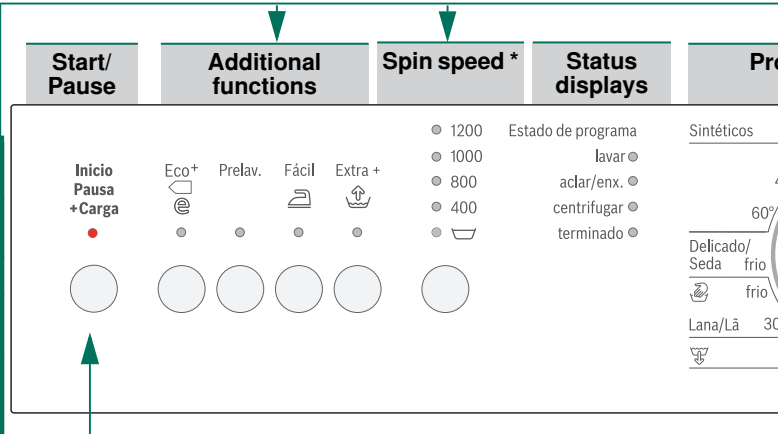 Start/
Pause
Additional
functions
Spin speed *
Status
displays
Inicio
Pausa
+Carga
Eco+
e
Prelav.
Fácil
Extra +
1200
1000
800
400
Estado de programa
lavar
aclar/enx.
centrifugar
terminado
Sintéticos
60°
Delicado/
Seda frio
frio
Lana/Lã 30